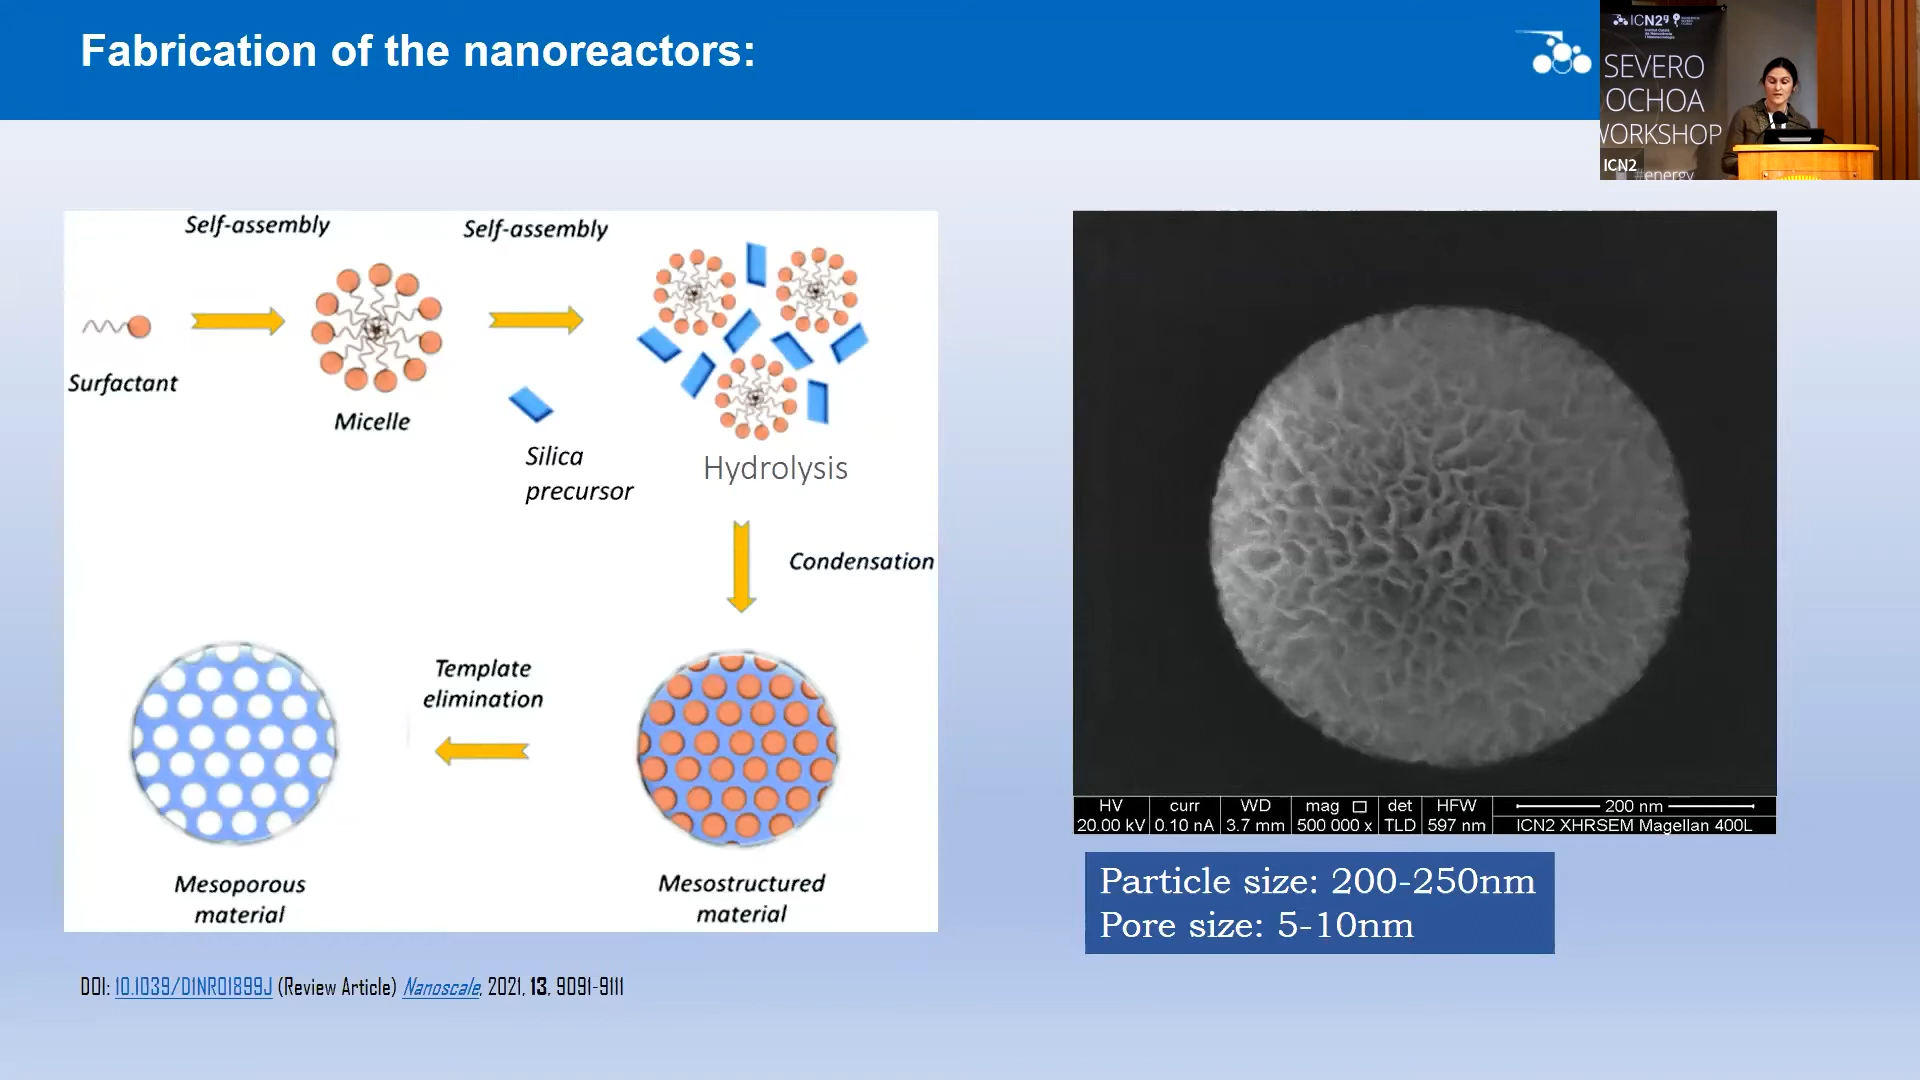 Fabrication of the nanoreactors:
ICN2
SEVERO
OCHOA
WORKSHOP
ICN2
#energy
Self-assembly
Self-assembly
Surfactant
Micelle
Silica
precursor
Hydrolysis
Condensation
Template
elimination
Mesoporous
material
Mesostructured
material
HV curr WD mag det HFW 200 nm
20.00 kV 0.10 nA 3.7 mm 500 000 x TLD 597 nm ICN2 XHRSEM Magellan 400L
Particle size: 200-250nm
Pore size: 5-10nm
DOI: 10.1039/D1NR01899J (Review Article) Nanoscale, 2021, 13, 9091-9111